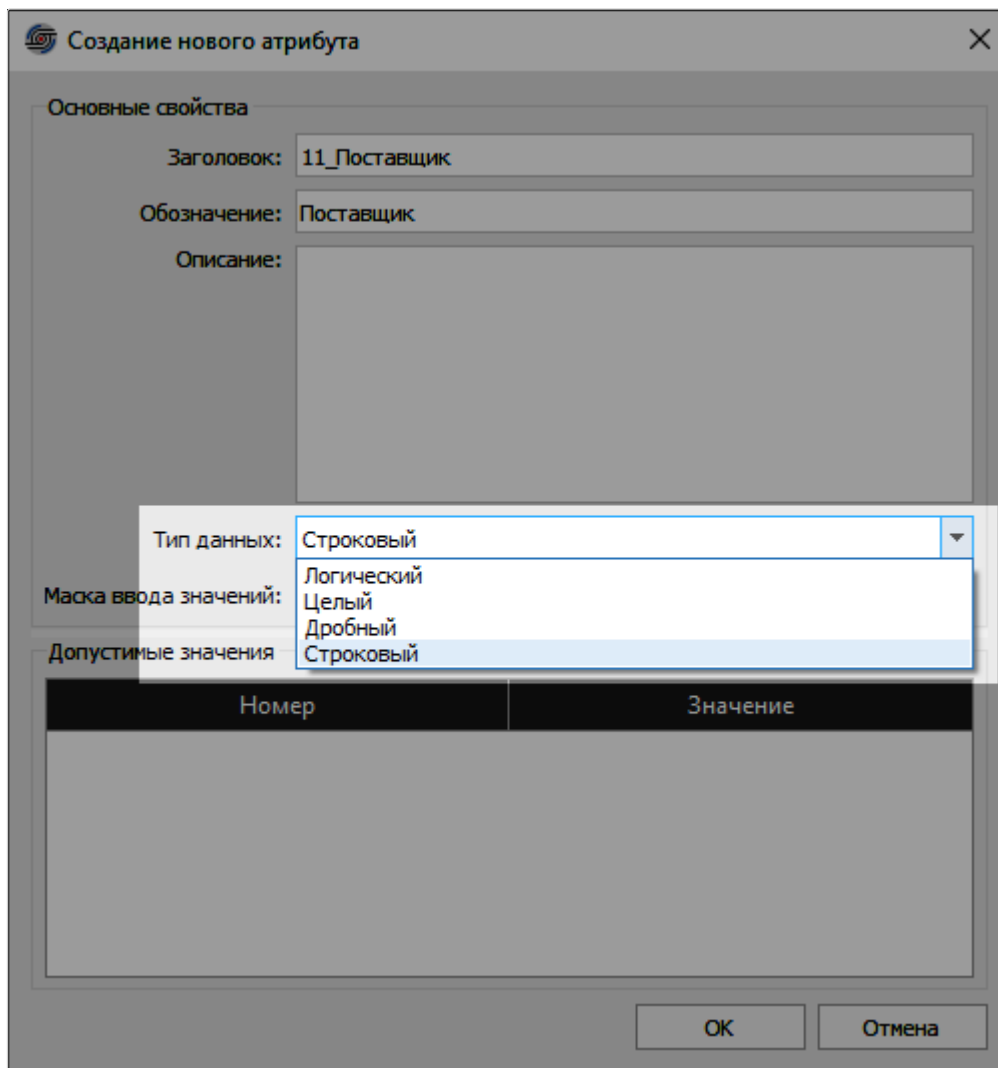 Создание нового атрибута
Основные свойства
Заголовок: 11_Поставщик
Обозначение: Поставщик
Описание:
Тип данных: Строковый
Логический
Маска ввода значений: Целый
Дробный
Допустимые значения Строковый
Номер Значение
OK Отмена